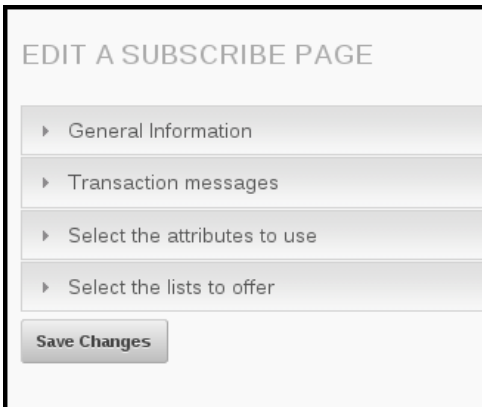 EDIT A SUBSCRIBE PAGE
General Information
Transaction messages
Select the attributes to use
Select the lists to offer
Save Changes